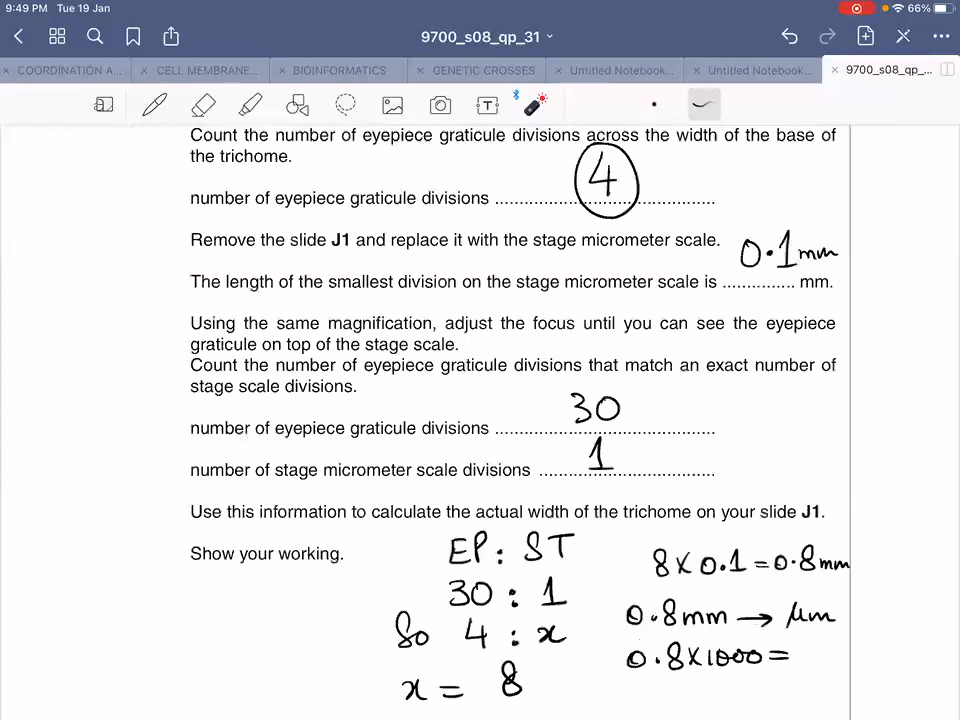 9:49 PM Tue 19 Jan
66%
9700_s08_qp_31
COORDINATION A...
CELL MEMBRANE...
BIOINFORMATICS
GENETIC CROSSES
Untitled Notebook...
Untitled Notebook...
9700_s08_qp_...
Count the number of eyepiece graticule divisions across the width of the base of
the trichome.
number of eyepiece graticule divisions .......4.......
Remove the slide J1 and replace it with the stage micrometer scale.
0.1mm
The length of the smallest division on the stage micrometer scale is ............... mm.
Using the same magnification, adjust the focus until you can see the eyepiece
graticule on top of the stage scale.
Count the number of eyepiece graticule divisions that match an exact number of
stage scale divisions.
number of eyepiece graticule divisions .......30.......
number of stage micrometer scale divisions .......1.......
Use this information to calculate the actual width of the trichome on your slide J1.
Show your working.
EP : ST
30 : 1
So 4 : x
x = 8
8 x 0.1 = 0.8mm
0.8mm → μm
0.8x1000=